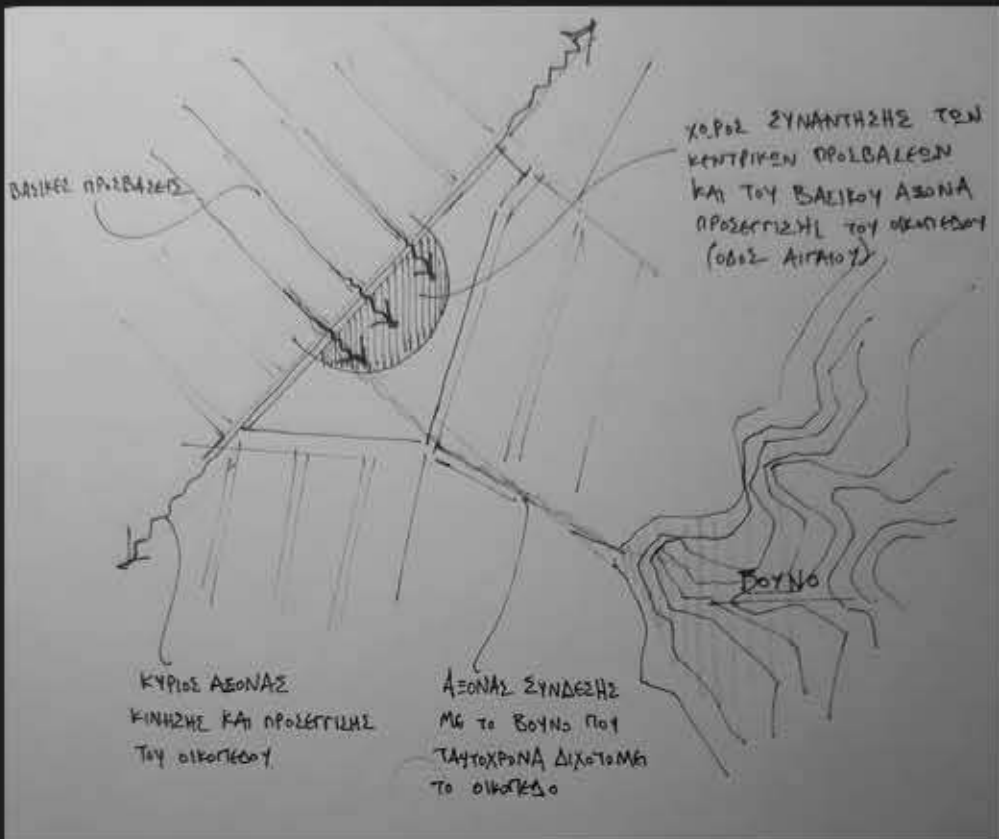 ΒΑΣΙΚΕΣ ΠΡΟΣΒΑΣΕΙΣ
ΧΩΡΟΣ ΣΥΝΑΝΤΗΣΗΣ ΤΩΝ
ΚΕΝΤΡΙΚΩΝ ΠΡΟΣΒΑΣΕΩΝ
ΚΑΙ ΤΟΥ ΒΑΣΙΚΟΥ ΑΞΟΝΑ
ΠΡΟΣΕΓΓΙΣΗΣ ΤΟΥ ΟΙΚΟΠΕΔΟΥ
(ΟΔΟΣ ΑΙΓΑΙΟΥ)
ΒΟΥΝΟ
ΚΥΡΙΟΣ ΑΞΟΝΑΣ
ΚΙΝΗΣΗΣ ΚΑΙ ΠΡΟΣΕΓΓΙΣΗΣ
ΤΟΥ ΟΙΚΟΠΕΔΟΥ
ΑΞΟΝΑΣ ΣΥΝΔΕΣΗΣ
ΜΕ ΤΟ ΒΟΥΝΟ ΠΟΥ
ΤΑΥΤΟΧΡΟΝΑ ΔΙΧΟΤΟΜΕΙ
ΤΟ ΟΙΚΟΠΕΔΟ